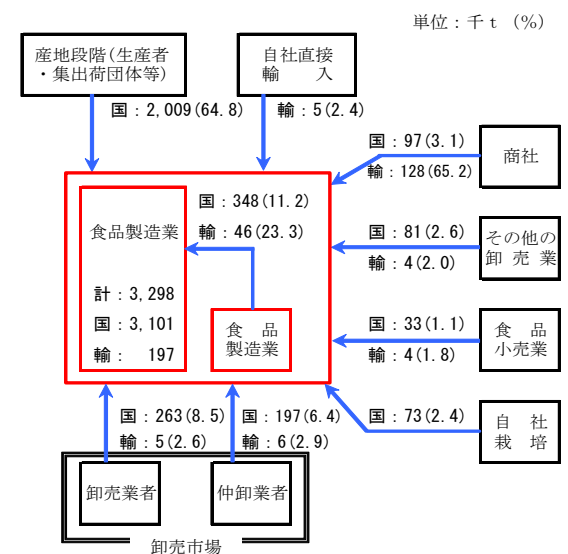 単位：千ｔ（％）
産地段階(生産者
・集出荷団体等)
自社直接
輸　入
国：2,009(64.8)
輸：5(2.4)
国：97(3.1)
輸：128(65.2)
商社
国：348(11.2)
輸：46(23.3)
食品製造業
計：3,298
国：3,101
輸：　197
食　品
製造業
国：81(2.6)
輸：4(2.0)
その他の
卸 売 業
国：33(1.1)
輸：4(1.8)
食　品
小売業
国：73(2.4)
自　社
栽　培
国：263(8.5)
輸：5(2.6)
国：197(6.4)
輸：6(2.9)
卸売業者
仲卸業者
卸売市場